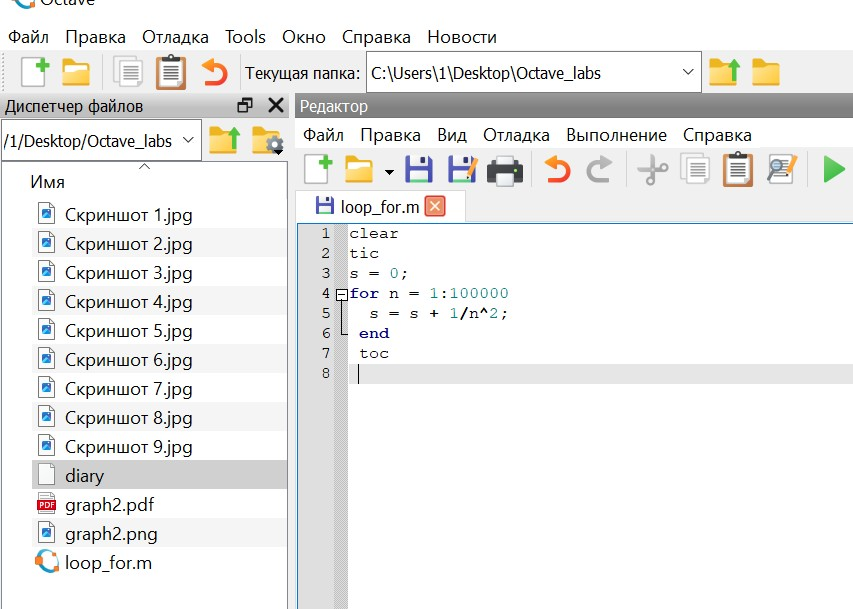 Octave
Файл Правка Отладка Tools Окно Справка Новости
Текущая папка: C:\Users\1\Desktop\Octave_labs
Диспетчер файлов
/1/Desktop/Octave_labs
Имя
Скриншот 1.jpg
Скриншот 2.jpg
Скриншот 3.jpg
Скриншот 4.jpg
Скриншот 5.jpg
Скриншот 6.jpg
Скриншот 7.jpg
Скриншот 8.jpg
Скриншот 9.jpg
diary
PDF graph2.pdf
graph2.png
loop_for.m
Редактор
Файл Правка Вид Отладка Выполнение Справка
loop_for.m
1 clear
2 tic
3 s = 0;
4 for n = 1:100000
5 s = s + 1/n^2;
6 end
7 toc
8